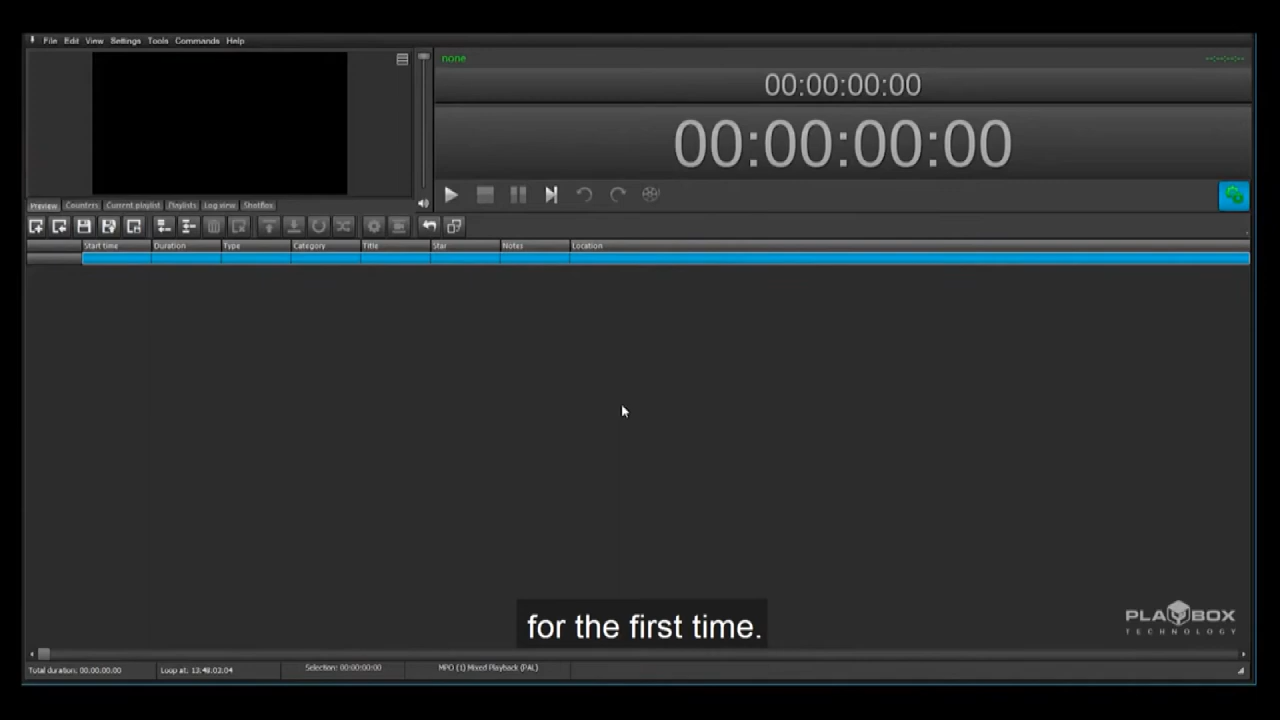 File Edit View Settings Tools Commands Help
none
--:--:--:--
00:00:00:00
00:00:00:00
Preview Counters Current playlist Playlists Log view Shotbox
Start time Duration Type Category Title Star Notes Location
for the first time.
PLAYBOX
TECHNOLOGY
Total duration: 00:00:00:00 Loop at: 13:48:03:04 Selection: 00:00:00:00 MPO (1) Mixed Playback (PAL)